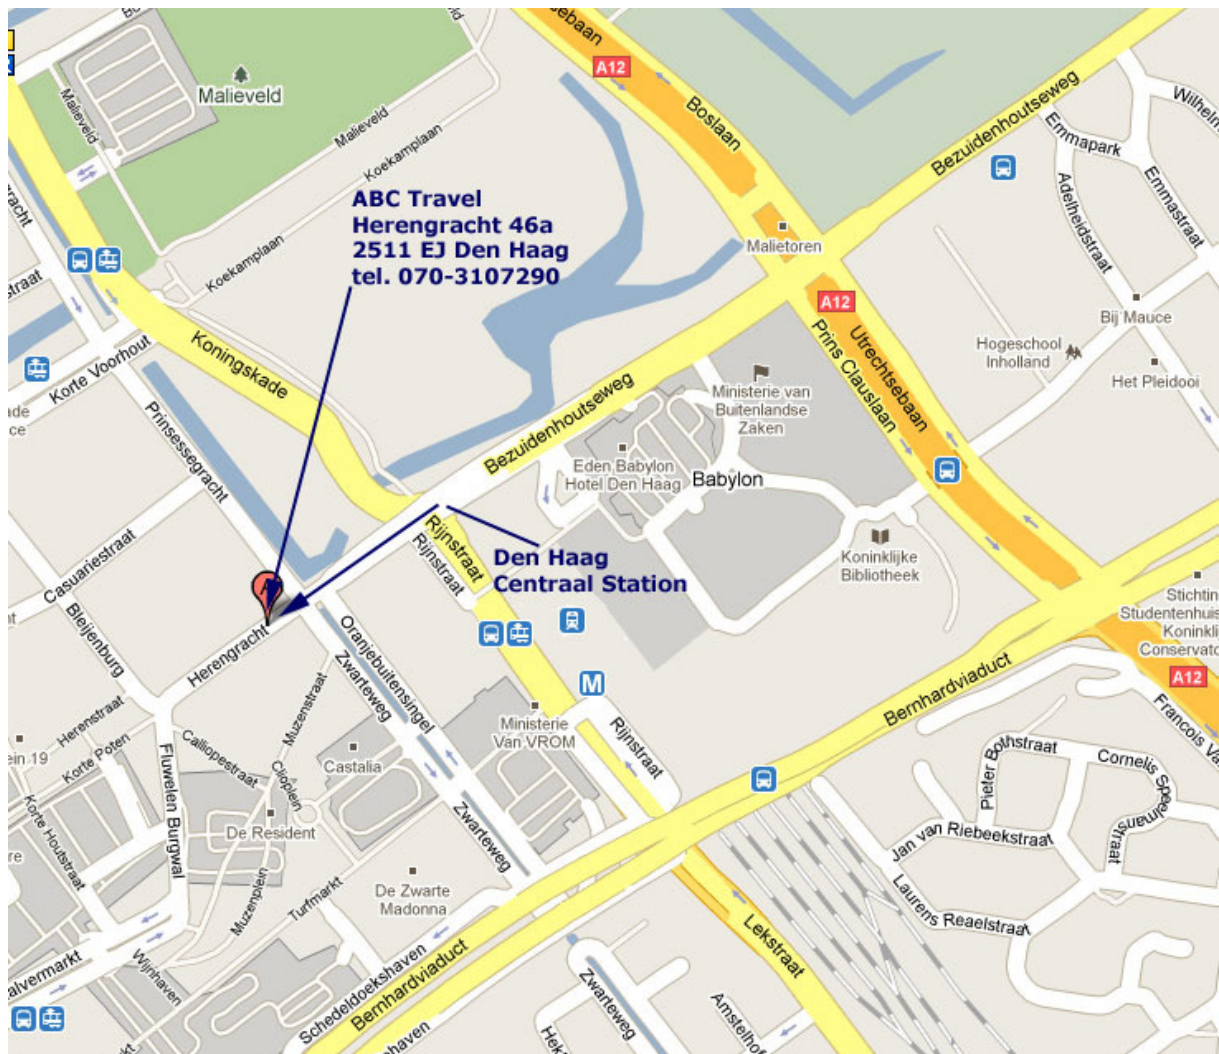 Malieveld
Malieveld
Malieveld
Koekamplaan
Koekamplaan
ABC Travel
Herengracht 46a
2511 EJ Den Haag
tel. 070-3107290
A12
Boslaan
Bezuidenhoutseweg
Emmapark
Adelheidstraat
Emmastraat
Malietoren
A12
Utrechtsebaan
Prins Clauslaan
Bij Mauce
Hogeschool
Inholland
Het Pleidooi
Koningskade
Korte Voorhout
Prinsessegracht
Bezuidenhoutseweg
Ministerie van
Buitenlandse
Zaken
Eden Babylon
Hotel Den Haag
Babylon
Koninklijke
Bibliotheek
Rijnstraat
Rijnstraat
Den Haag
Centraal Station
Casuariestraat
Bleijenburg
Herengracht
Oranjebuitensingel
Zwarteweg
Muzenstraat
Herenstraat
Korte Poten
Calliopestraat
Clioplein
Castalia
Fluwelen Burgwal
De Resident
Korte Houtstraat
Muzenplein
Turfmarkt
De Zwarte
Madonna
Zwarteweg
Ministerie
Van VROM
M
Rijnstraat
Bernhardviaduct
A12
Pieter Bothstraat
Cornelis Speelmanstraat
Jan van Riebeekstraat
Laurens Reaelstraat
Lekstraat
Bernhardviaduct
Schedeldoekshaven
Wijnhaven
Zwarteweg